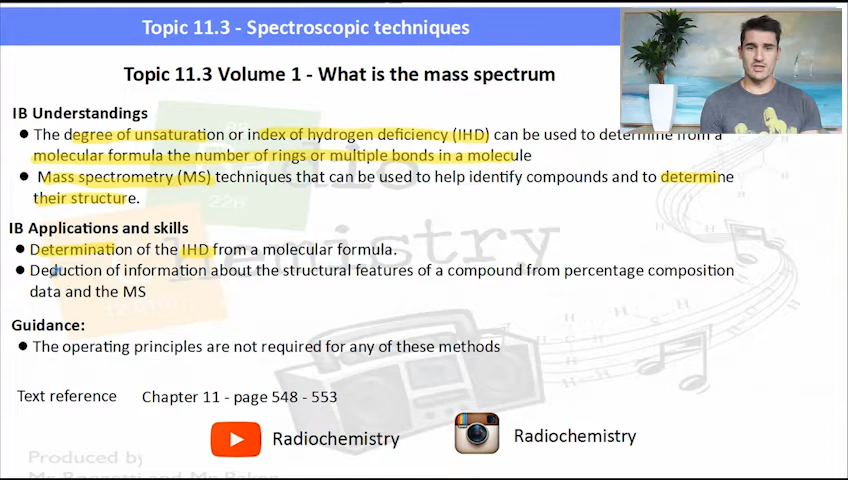 Topic 11.3 - Spectroscopic techniques
Topic 11.3 Volume 1 - What is the mass spectrum
IB Understandings
● The degree of unsaturation or index of hydrogen deficiency (IHD) can be used to determine from a
molecular formula the number of rings or multiple bonds in a molecule
● Mass spectrometry (MS) techniques that can be used to help identify compounds and to determine
their structure.
IB Applications and skills
● Determination of the IHD from a molecular formula.
● Deduction of information about the structural features of a compound from percentage composition
data and the MS
Guidance:
● The operating principles are not required for any of these methods
Text reference Chapter 11 - page 548 - 553
Radiochemistry Radiochemistry
Produced by